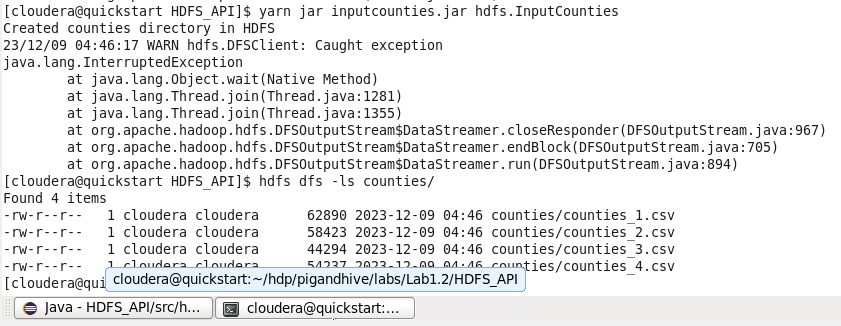 [cloudera@quickstart HDFS_API]$ yarn jar inputcounties.jar hdfs.InputCounties
Created counties directory in HDFS
23/12/09 04:46:17 WARN hdfs.DFSClient: Caught exception
java.lang.InterruptedException
        at java.lang.Object.wait(Native Method)
        at java.lang.Thread.join(Thread.java:1281)
        at java.lang.Thread.join(Thread.java:1355)
        at org.apache.hadoop.hdfs.DFSOutputStream$DataStreamer.closeResponder(DFSOutputStream.java:967)
        at org.apache.hadoop.hdfs.DFSOutputStream$DataStreamer.endBlock(DFSOutputStream.java:705)
        at org.apache.hadoop.hdfs.DFSOutputStream$DataStreamer.run(DFSOutputStream.java:894)
[cloudera@quickstart HDFS_API]$ hdfs dfs -ls counties/
Found 4 items
-rw-r--r--   1 cloudera cloudera      62890 2023-12-09 04:46 counties/counties_1.csv
-rw-r--r--   1 cloudera cloudera      58423 2023-12-09 04:46 counties/counties_2.csv
-rw-r--r--   1 cloudera cloudera      44294 2023-12-09 04:46 counties/counties_3.csv
-rw-r--r--   1 cloudera cloudera      54237 2023-12-09 04:46 counties/counties_4.csv
[cloudera@qui
cloudera@quickstart:~/hdp/pigandhive/labs/Lab1.2/HDFS_API
Java - HDFS_API/src/h...
cloudera@quickstart:...